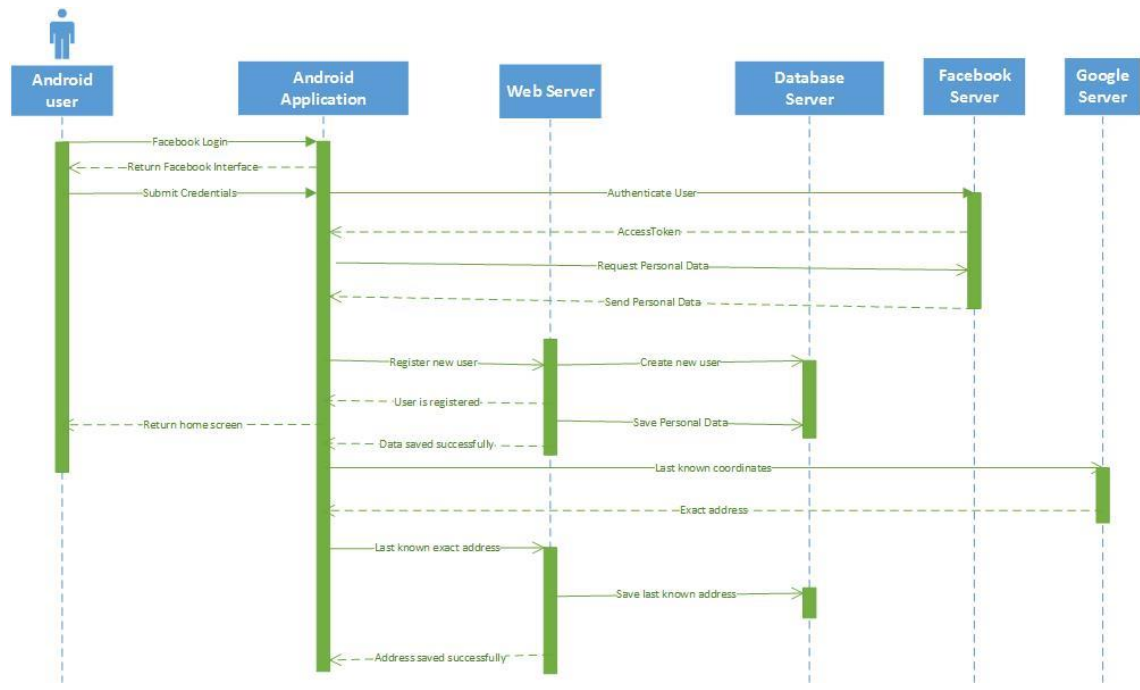 Android
user
Android
Application
Web Server
Database
Server
Facebook
Server
Google
Server
Facebook Login
Return Facebook Interface
Submit Credentials
Authenticate User
AccessToken
Request Personal Data
Send Personal Data
Register new user
Create new user
User is registered
Return home screen
Save Personal Data
Data saved successfully
Last known coordinates
Exact address
Last known exact address
Save last known address
Address saved successfully